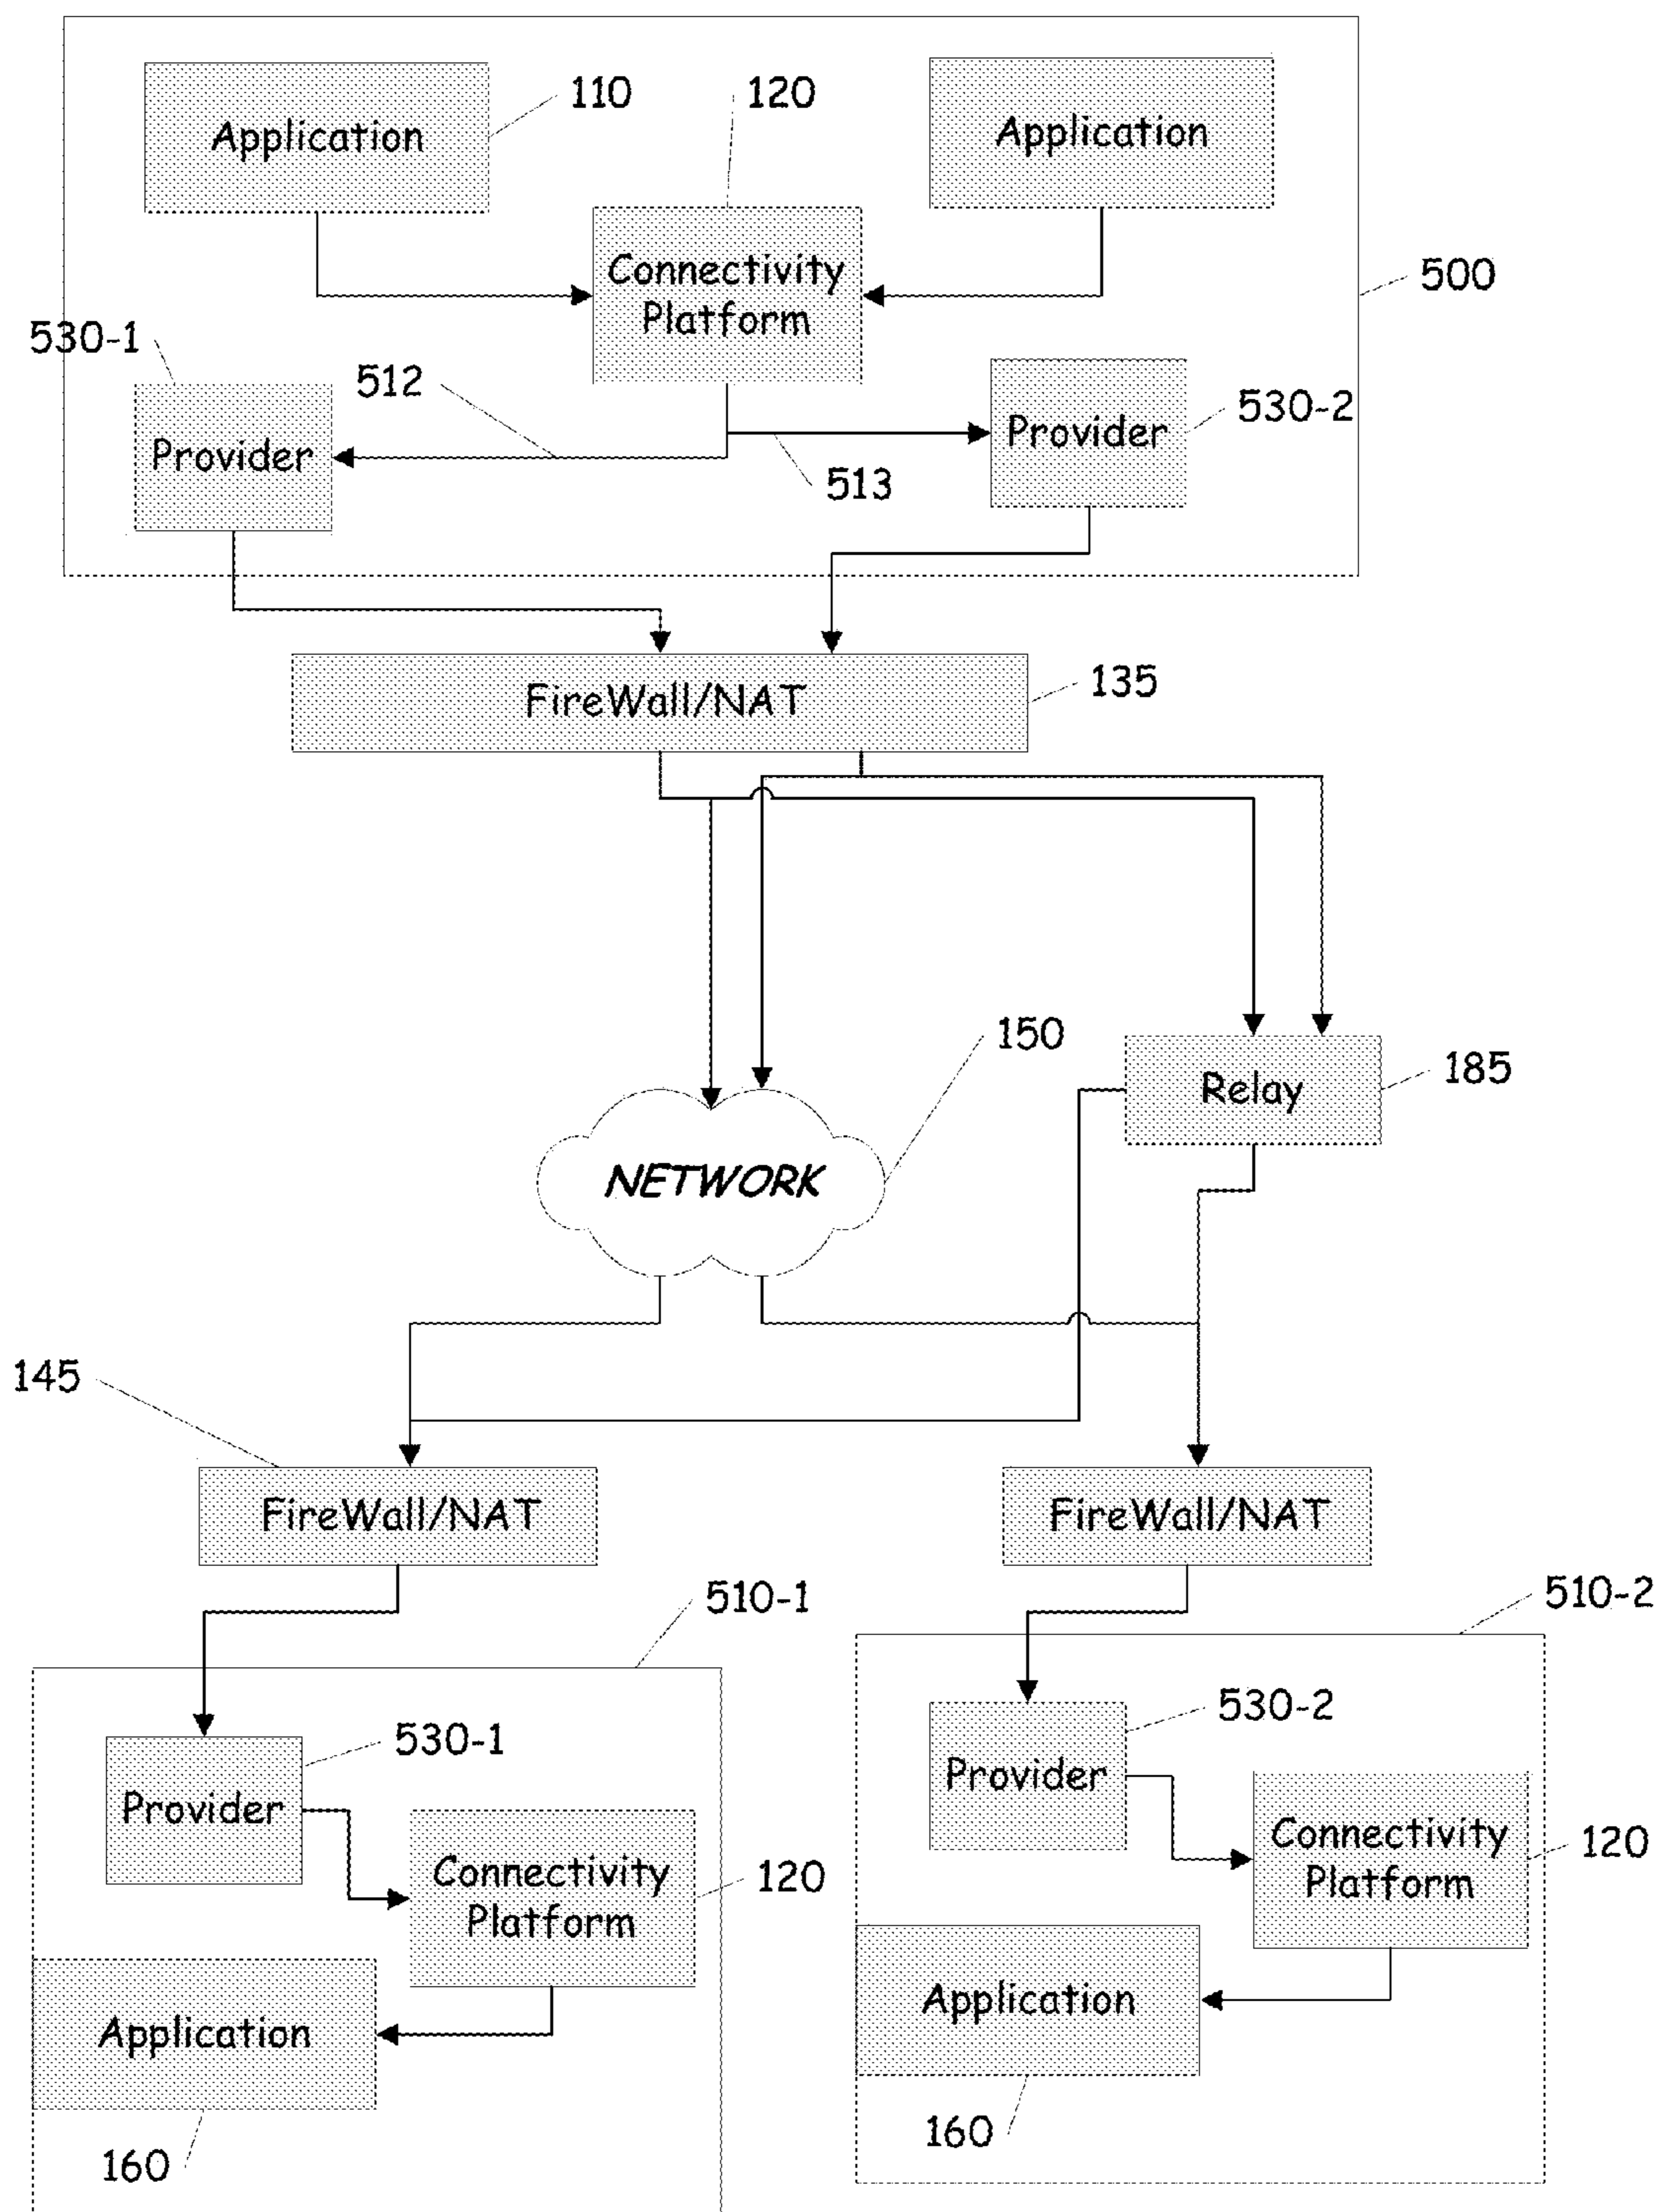 110
120
Application
Application
Connectivity
Platform
500
530-1
512
530-2
Provider
Provider
513
FireWall/NAT
135
150
185
Relay
NETWORK
145
FireWall/NAT
FireWall/NAT
510-1
510-2
530-1
530-2
Provider
Provider
Connectivity
Platform
120
Connectivity
Platform
120
Application
Application
160
160